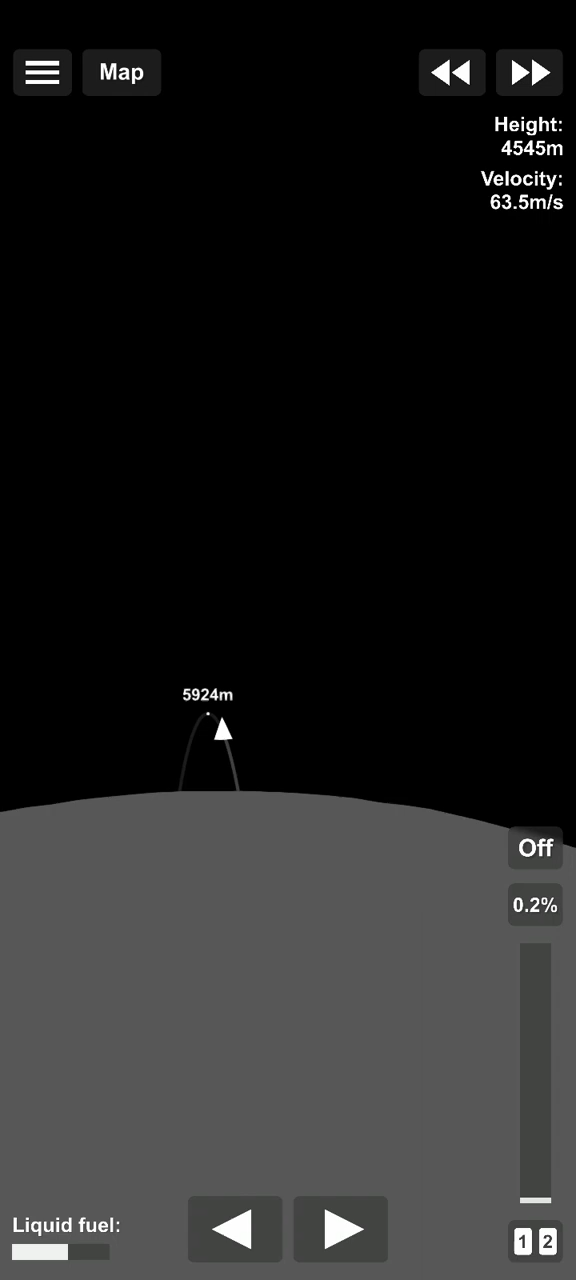 Map
Height:
4545m
Velocity:
63.5m/s
5924m
Off
0.2%
Liquid fuel:
1 2